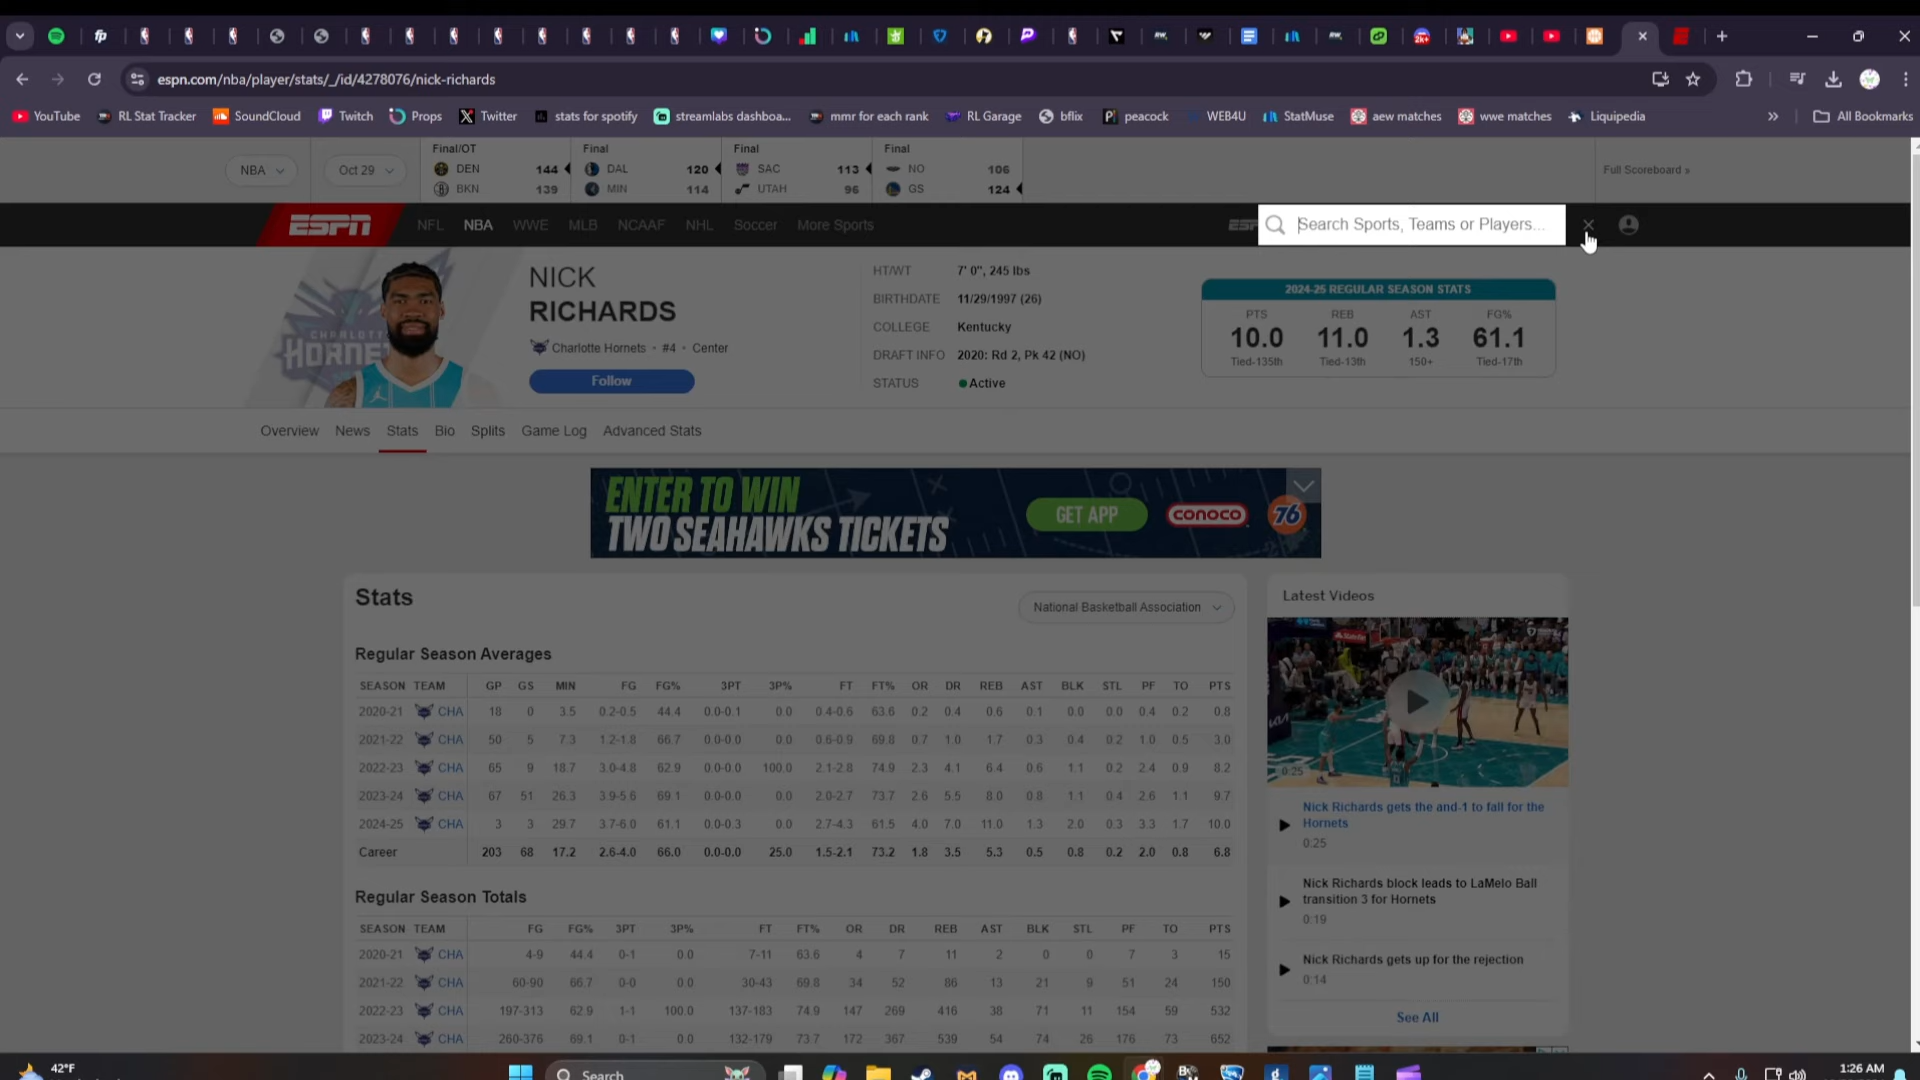 espn.com/nba/player/stats/_/id/4278076/nick-richards
YouTube RL Stat Tracker SoundCloud Twitch Props Twitter stats for spotify streamlabs dashboa... mmr for each rank RL Garage bflix peacock WEB4U StatMuse aew matches wwe matches Liquipedia » All Bookmarks
Final/OT Final Final Final
NBA Oct 29 DEN 144 DAL 120 SAC 113 NO 106 Full Scoreboard »
BKN 139 MIN 114 UTAH 96 GS 124
ESPN NFL NBA WWE MLB NCAAF NHL Soccer More Sports ESP Search Sports, Teams or Players...
NICK
RICHARDS
Charlotte Hornets • #4 • Center
Follow
CHARLOTT
HORNE
HT/WT 7' 0", 245 lbs
BIRTHDATE 11/29/1997 (26)
COLLEGE Kentucky
DRAFT INFO 2020: Rd 2, Pk 42 (NO)
STATUS Active
2024-25 REGULAR SEASON STATS
PTS REB AST FG%
10.0 11.0 1.3 61.1
Tied-135th Tied-13th 150+ Tied-17th
Overview News Stats Bio Splits Game Log Advanced Stats
ENTER TO WIN
TWO SEAHAWKS TICKETS
GET APP conoco 76
Stats
National Basketball Association
Regular Season Averages
SEASON TEAM GP GS MIN FG FG% 3PT 3P% FT FT% OR DR REB AST BLK STL PF TO PTS
2020-21 CHA 18 0 3.5 0.2-0.5 44.4 0.0-0.1 0.0 0.4-0.6 63.6 0.2 0.4 0.6 0.1 0.0 0.0 0.4 0.2 0.8
2021-22 CHA 50 5 7.3 1.2-1.8 66.7 0.0-0.0 0.0 0.6-0.9 69.8 0.7 1.0 1.7 0.3 0.4 0.2 1.0 0.5 3.0
2022-23 CHA 65 9 18.7 3.0-4.8 62.9 0.0-0.0 100.0 2.1-2.8 74.9 2.3 4.1 6.4 0.6 1.1 0.2 2.4 0.9 8.2
2023-24 CHA 67 51 26.3 3.9-5.6 69.1 0.0-0.0 0.0 2.0-2.7 73.7 2.6 5.5 8.0 0.8 1.1 0.4 2.6 1.1 9.7
2024-25 CHA 3 3 29.7 3.7-6.0 61.1 0.0-0.3 0.0 2.7-4.3 61.5 4.0 7.0 11.0 1.3 2.0 0.3 3.3 1.7 10.0
Career 203 68 17.2 2.6-4.0 66.0 0.0-0.0 25.0 1.5-2.1 73.2 1.8 3.5 5.3 0.5 0.8 0.2 2.0 0.8 6.8
Regular Season Totals
SEASON TEAM FG FG% 3PT 3P% FT FT% OR DR REB AST BLK STL PF TO PTS
2020-21 CHA 4-9 44.4 0-1 0.0 7-11 63.6 4 7 11 2 0 0 7 3 15
2021-22 CHA 60-90 66.7 0-0 0.0 30-43 69.8 34 52 86 13 21 9 51 24 150
2022-23 CHA 197-313 62.9 1-1 100.0 137-183 74.9 147 269 416 38 71 11 154 59 532
2023-24 CHA 260-376 69.1 0-1 0.0 132-179 73.7 172 367 539 54 74 26 176 73 652
Latest Videos
0:25
Nick Richards gets the and-1 to fall for the
Hornets
0:25
Nick Richards block leads to LaMelo Ball
transition 3 for Hornets
0:19
Nick Richards gets up for the rejection
0:14
See All
42°F
Search
1:26 AM